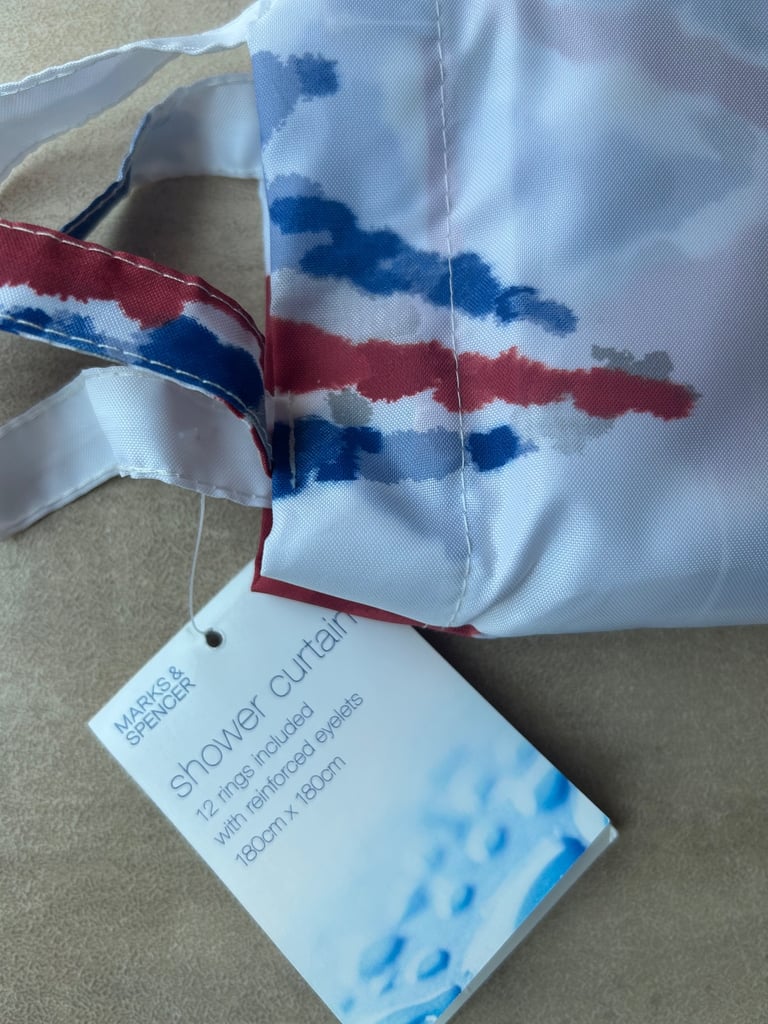 MARKS &
SPENCER
shower curtain
12 rings included
with reinforced eyelets
180cm x 180cm